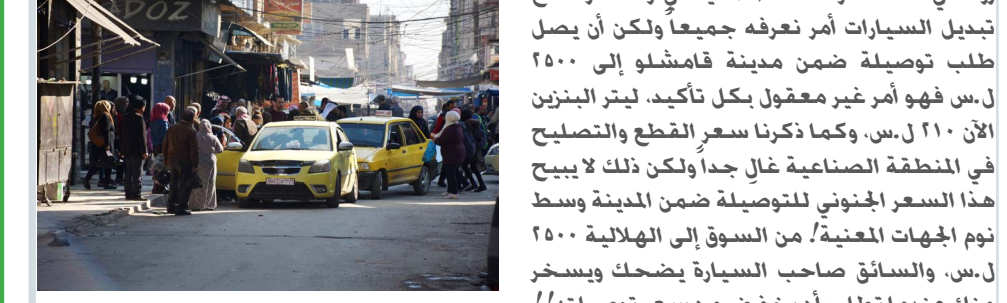 تبديل السيارات أمر نعرفه جميعاً ولكن أن يصل
طلب توصيلة ضمن مدينة قامشلو إلى ٢٥٠٠
ل.س فهو أمر غير معقول بكل تأكيد، ليتر البنزين
الآن ٢١٠ ل.س، وكما ذكرنا سعر القطع والتصليح
في المنطقة الصناعية غالٍ جداً ولكن ذلك لا يبيح
هذا السعر الجنوني للتوصيلة ضمن المدينة وسط
نوم الجهات المعنية! من السوق إلى الهلالية ٢٥٠٠
ل.س، والسائق صاحب السيارة يضحك ويسخر
DOZ